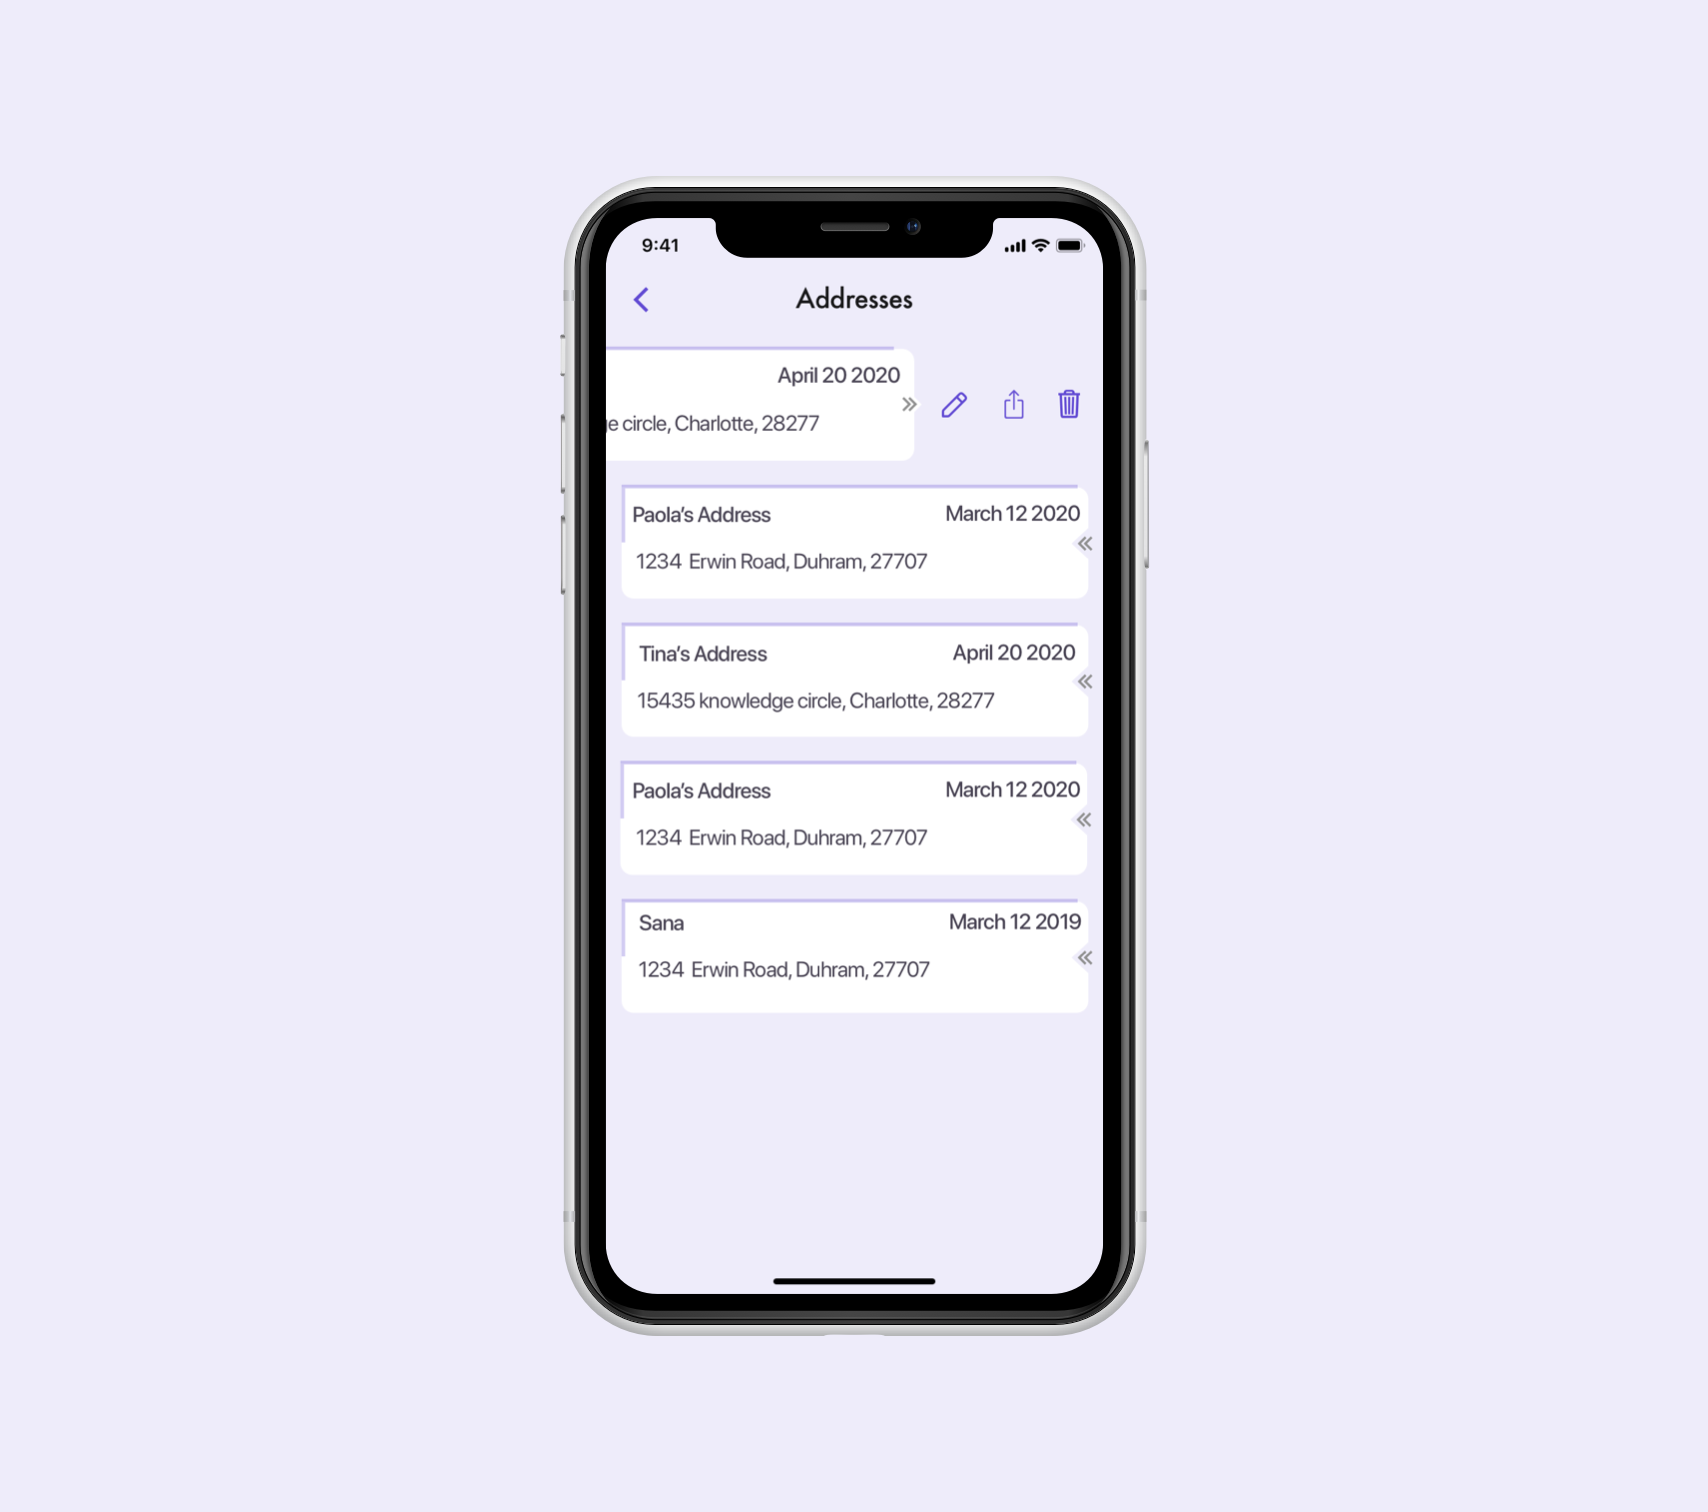 9:41
Addresses
April 20 2020
e circle, Charlotte, 28277
Paola's Address March 12 2020
1234 Erwin Road, Duhram, 27707
Tina's Address April 20 2020
15435 knowledge circle, Charlotte, 28277
Paola's Address March 12 2020
1234 Erwin Road, Duhram, 27707
Sana March 12 2019
1234 Erwin Road, Duhram, 27707